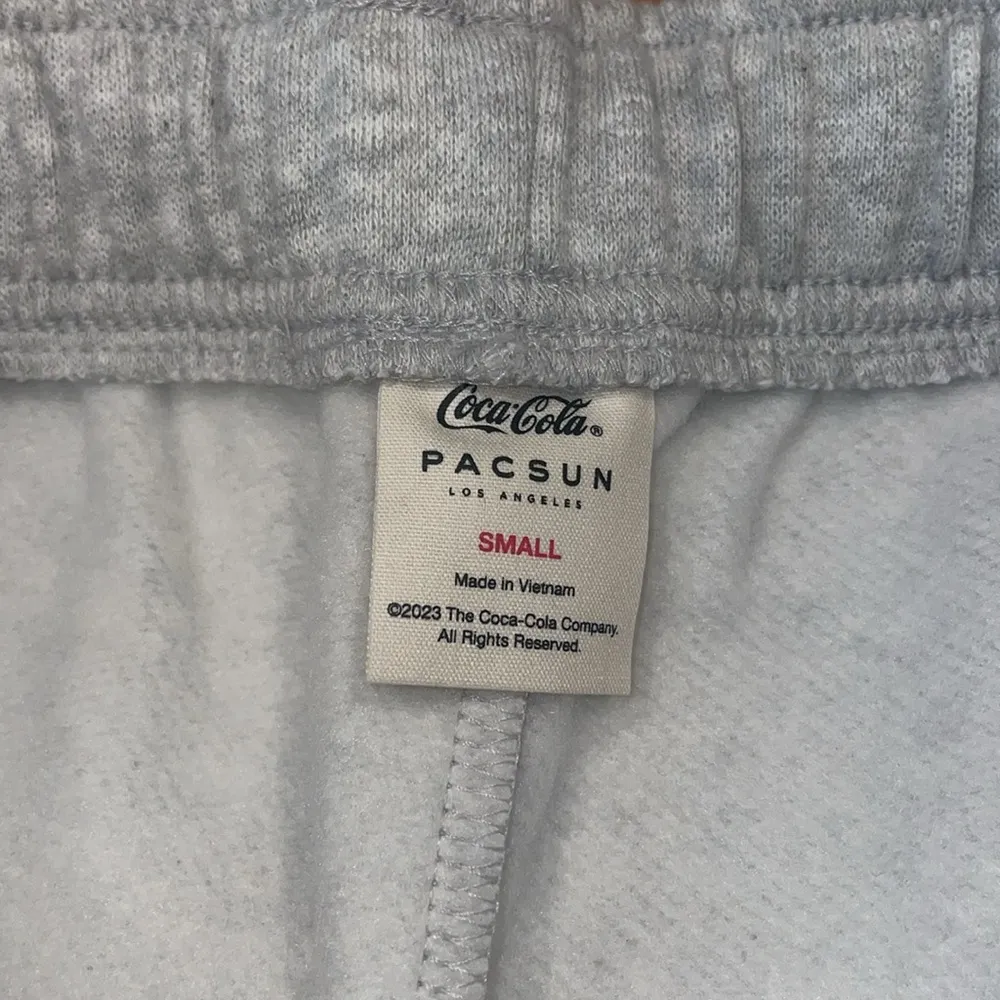 Coca-Cola®
PACSUN
LOS ANGELES
SMALL
Made in Vietnam
©2023 The Coca-Cola Company.
All Rights Reserved.